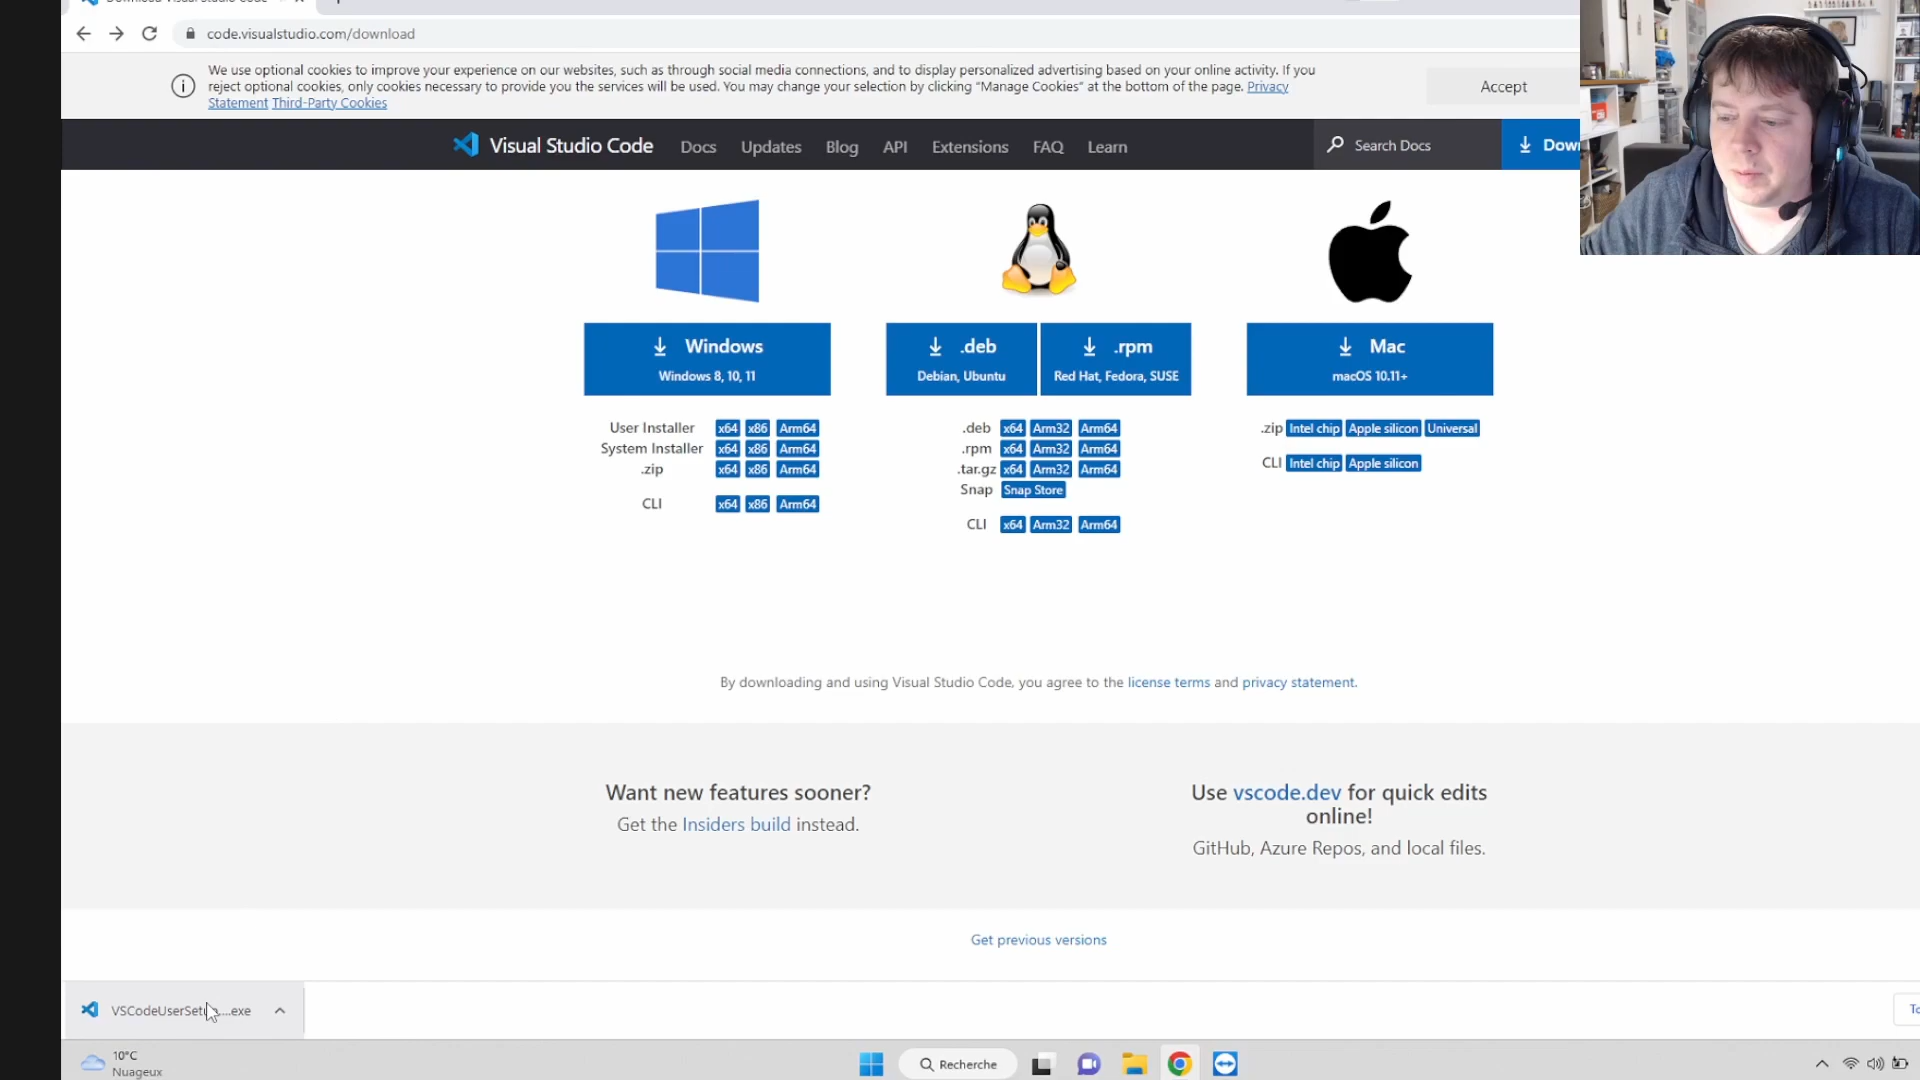 Download Visual Studio Code
code.visualstudio.com/download
We use optional cookies to improve your experience on our websites, such as through social media connections, and to display personalized advertising based on your online activity. If you
reject optional cookies, only cookies necessary to provide you the services will be used. You may change your selection by clicking "Manage Cookies" at the bottom of the page. Privacy
Statement Third-Party Cookies
Accept
Visual Studio Code Docs Updates Blog API Extensions FAQ Learn
Search Docs
Windows
Windows 8, 10, 11
.deb
Debian, Ubuntu
.rpm
Red Hat, Fedora, SUSE
Mac
macOS 10.11+
User Installer x64 x86 Arm64
System Installer x64 x86 Arm64
.zip x64 x86 Arm64
CLI x64 x86 Arm64
.deb x64 Arm32 Arm64
.rpm x64 Arm32 Arm64
.tar.gz x64 Arm32 Arm64
Snap Snap Store
CLI x64 Arm32 Arm64
.zip Intel chip Apple silicon Universal
CLI Intel chip Apple silicon
By downloading and using Visual Studio Code, you agree to the license terms and privacy statement.
Want new features sooner?
Get the Insiders build instead.
Use vscode.dev for quick edits
online!
GitHub, Azure Repos, and local files.
Get previous versions
VSCodeUserSetu....exe
10°C
Nuageux
Recherche